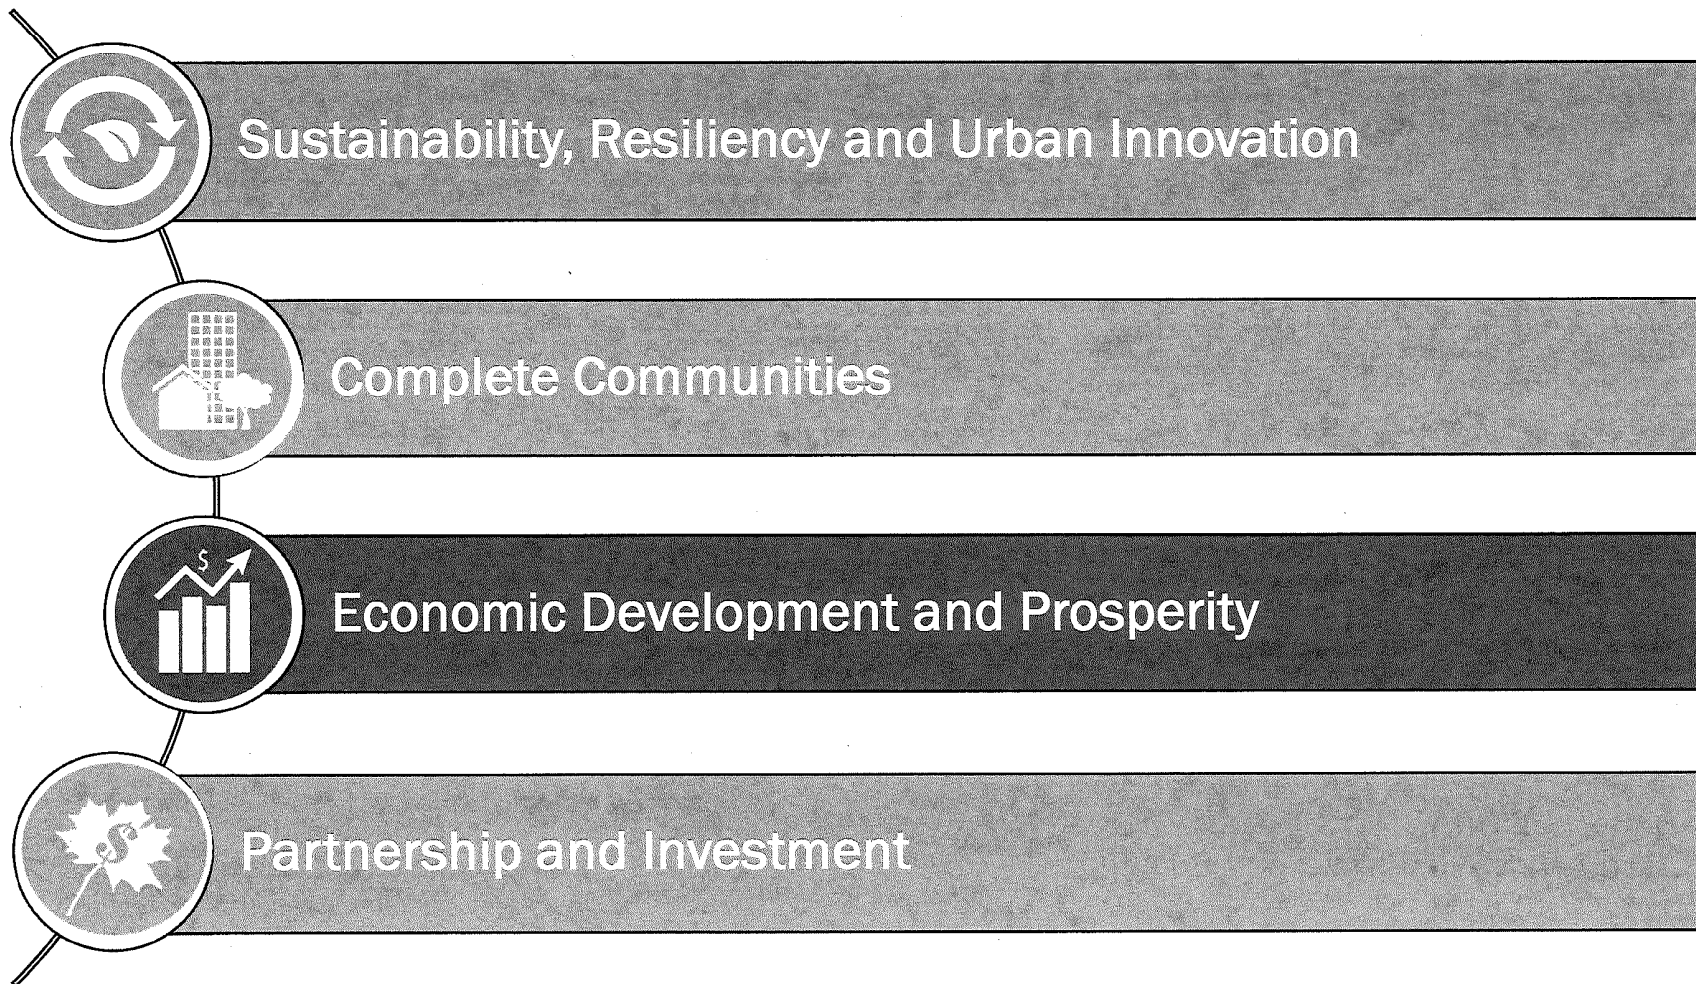 Sustainability, Resiliency and Urban Innovation
Complete Communities
$
Economic Development and Prosperity
$
Partnership and Investment